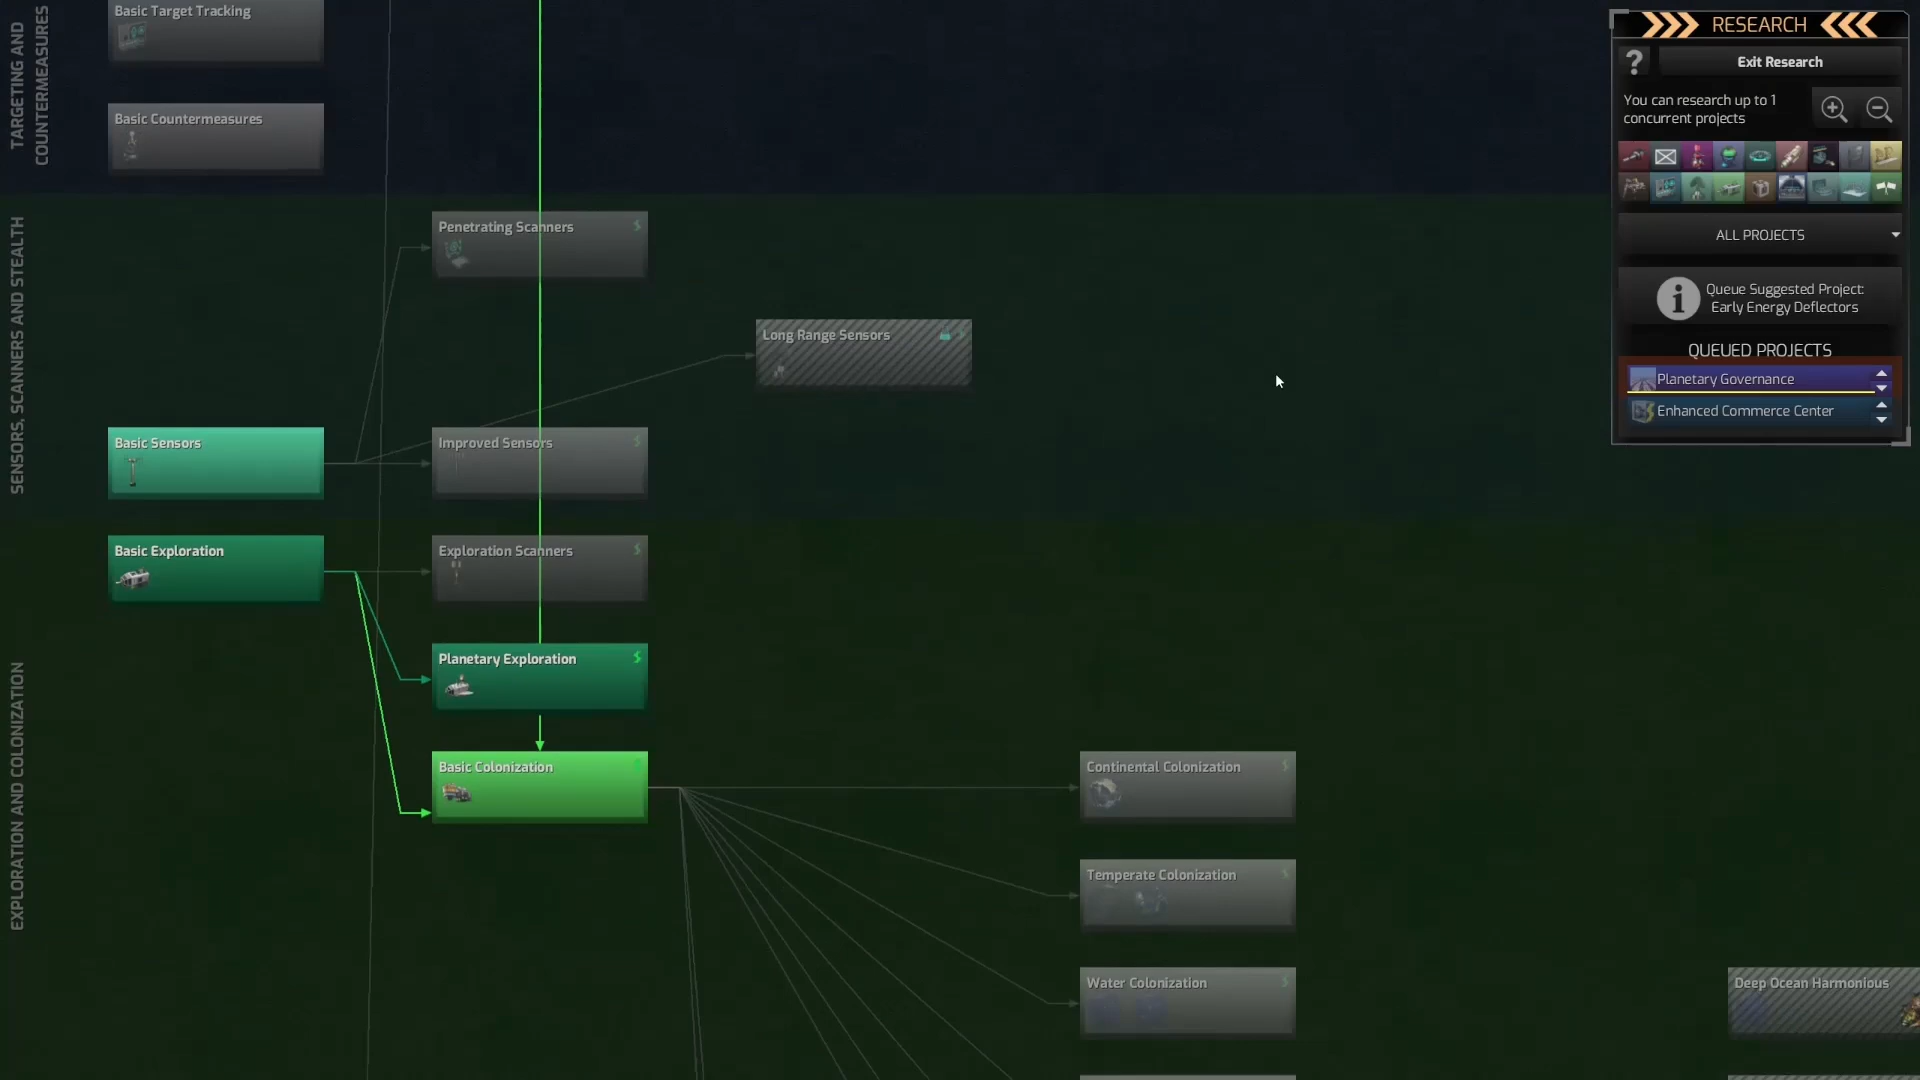 TARGETING AND
COUNTERMEASURES
Basic Target Tracking
Basic Countermeasures
SENSORS, SCANNERS AND STEALTH
Penetrating Scanners
Long Range Sensors
Basic Sensors
Improved Sensors
EXPLORATION AND COLONIZATION
Basic Exploration
Exploration Scanners
Planetary Exploration
Basic Colonization
Continental Colonization
Temperate Colonization
Water Colonization
Deep Ocean Harmonious
RESEARCH
?
Exit Research
You can research up to 1
concurrent projects
ALL PROJECTS
Queue Suggested Project:
Early Energy Deflectors
QUEUED PROJECTS
Planetary Governance
Enhanced Commerce Center